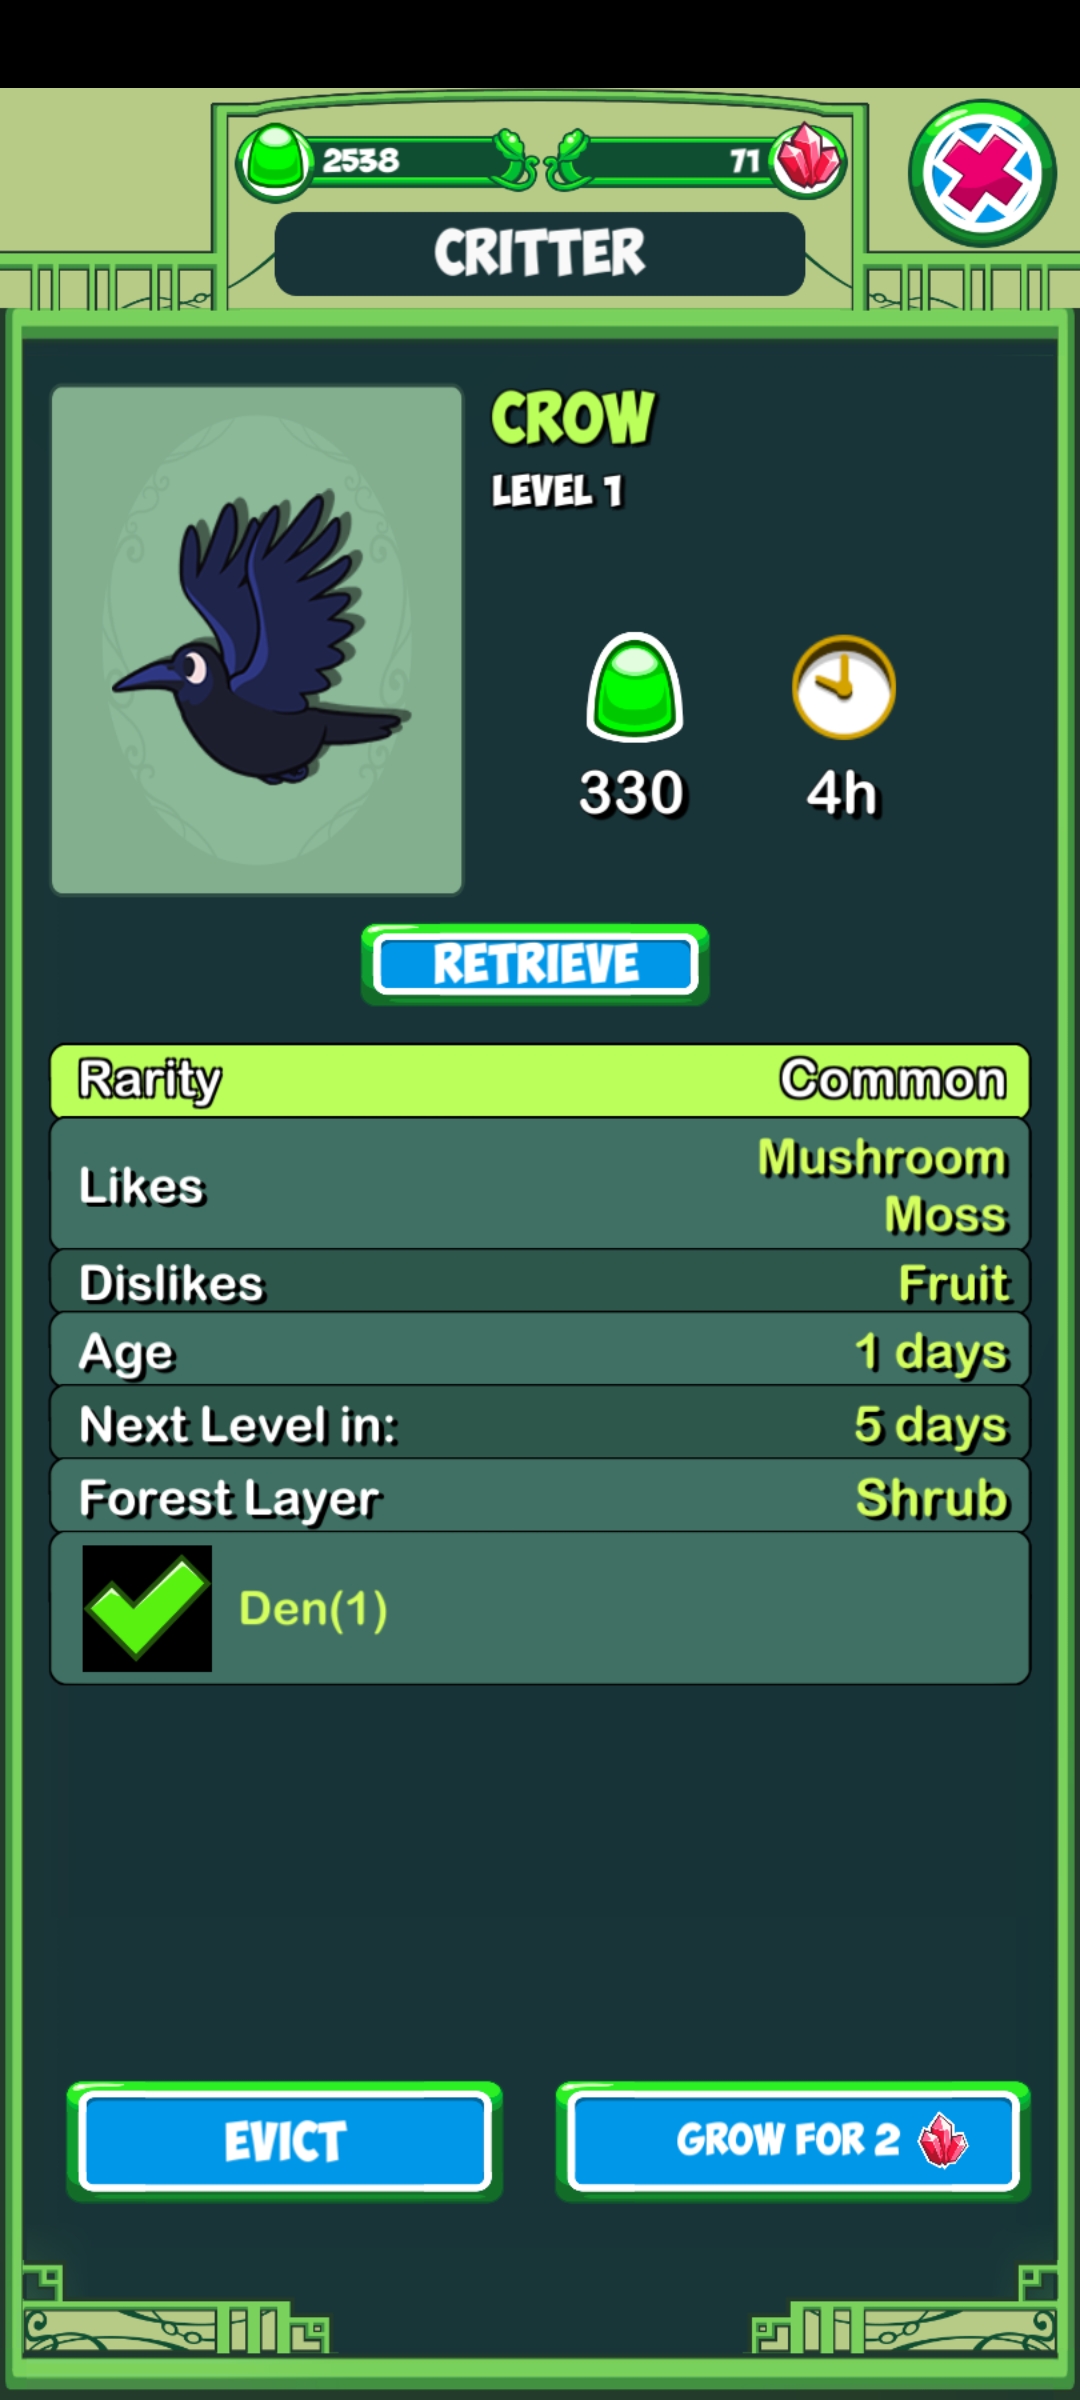 2538
71
CRITTER
CROW
LEVEL 1
330
4h
RETRIEVE
Rarity Common
Likes Mushroom
Moss
Dislikes Fruit
Age 1 days
Next Level in: 5 days
Forest Layer Shrub
Den(1)
EVICT
GROW FOR 2